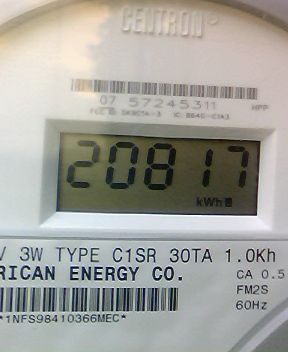 CENTRON®
07 57245311
HPP
20817
kWh
V 3W TYPE C1SR 30TA 1.0Kh
RICAN ENERGY CO.
CA 0.5
FM2S
60Hz
*1NFS98410366MEC*